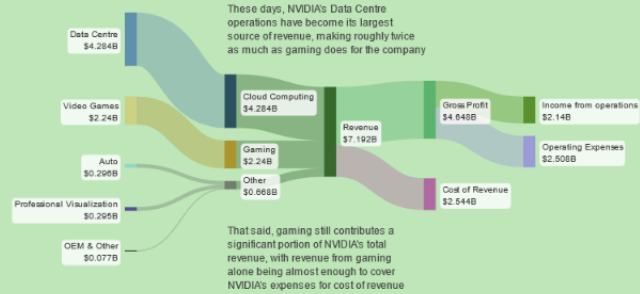 These days, NVIDIA's Data Centre
operations have become its largest
source of revenue, making roughly twice
as much as gaming does for the company
Data Centre
$4.284B
Cloud Computing
$4.284B
Video Games
$2.24B
Gaming
$2.24B
Auto
$0.296B
Other
$0.668B
Professional Visualization
$0.295B
OEM & Other
$0.077B
Revenue
$7.192B
Gross Profit
$4.648B
Income from operations
$2.14B
Operating Expenses
$2.508B
Cost of Revenue
$2.544B
That said, gaming still contributes a
significant portion of NVIDIA's total
revenue, with revenue from gaming
alone being almost enough to cover
NVIDIA's expenses for cost of revenue